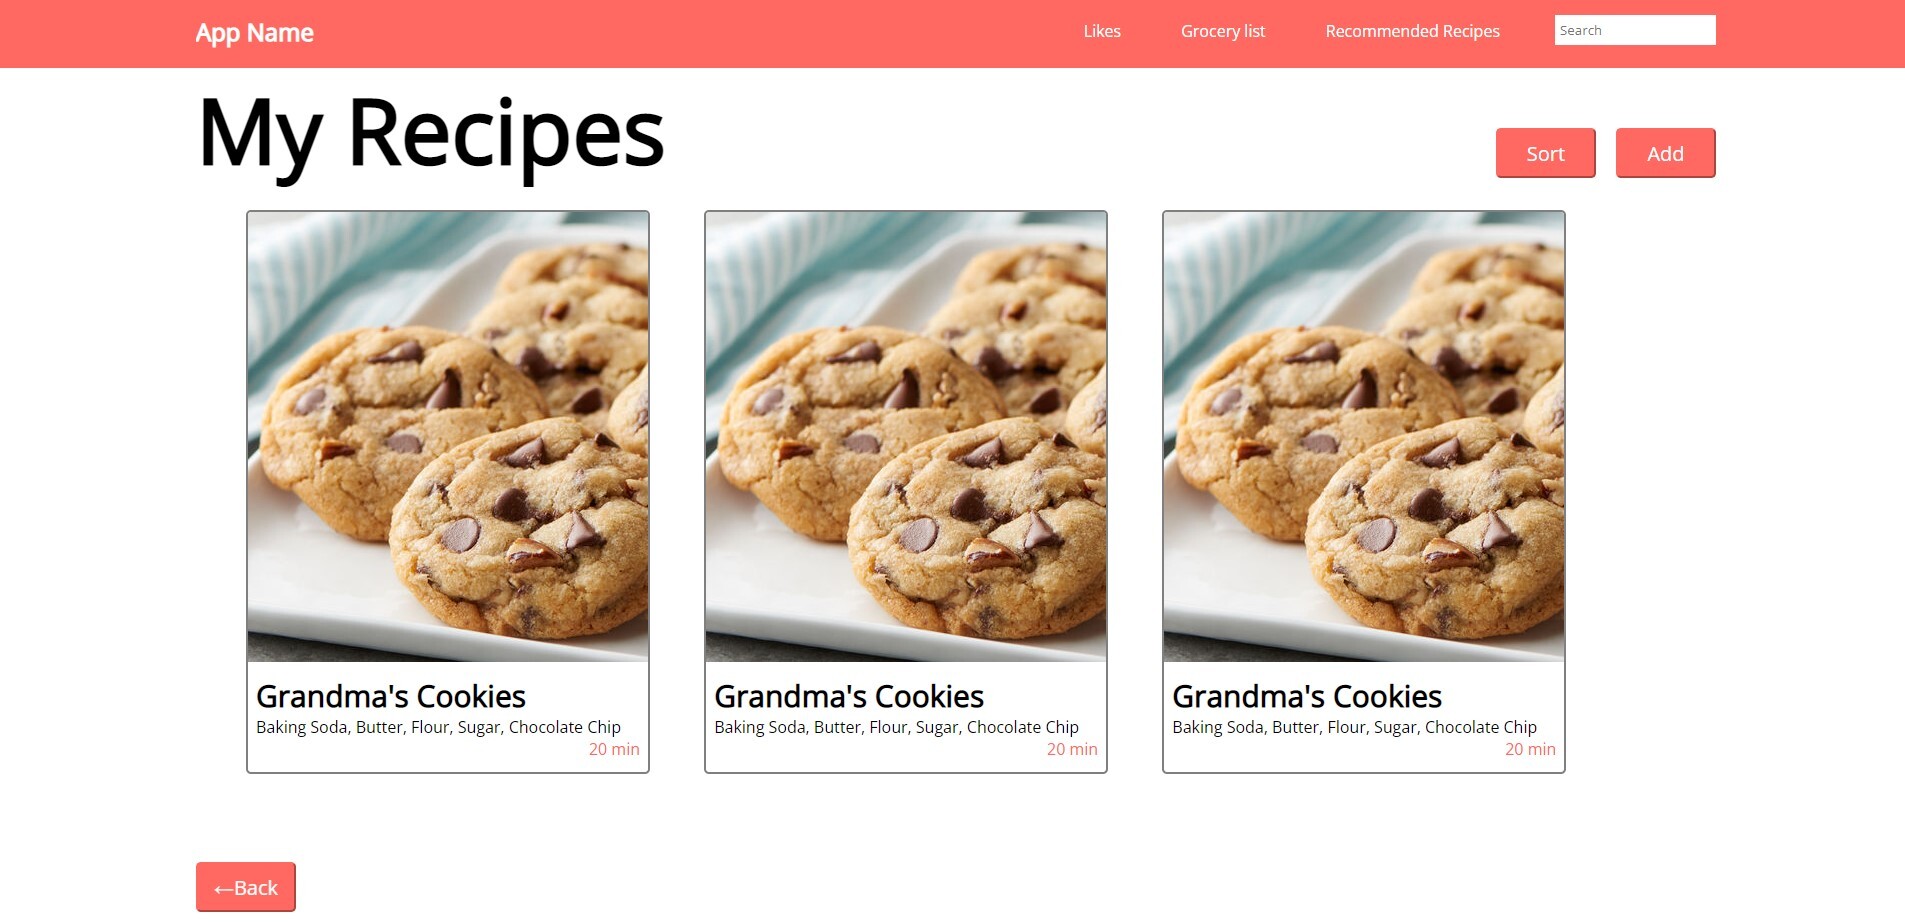 App Name
Likes
Grocery list
Recommended Recipes
Search
My Recipes
Sort
Add
Grandma's Cookies
Baking Soda, Butter, Flour, Sugar, Chocolate Chip
20 min
Grandma's Cookies
Baking Soda, Butter, Flour, Sugar, Chocolate Chip
20 min
Grandma's Cookies
Baking Soda, Butter, Flour, Sugar, Chocolate Chip
20 min
←Back